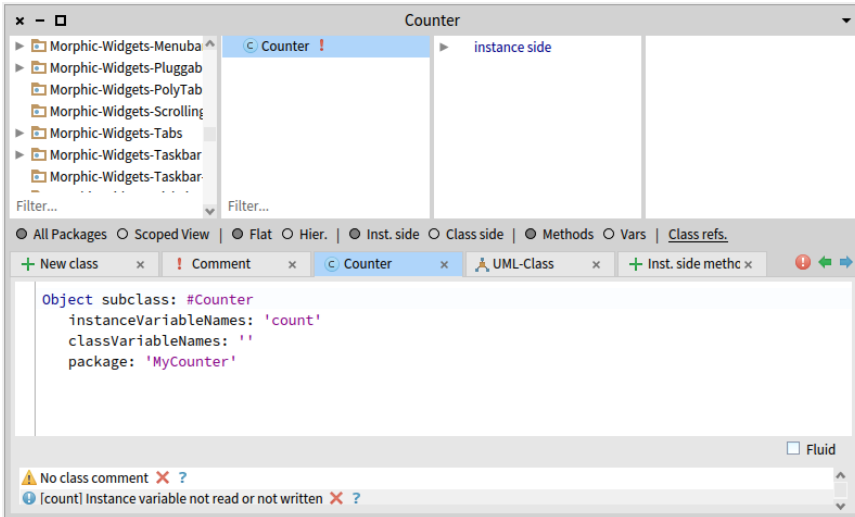 Counter
Morphic-Widgets-Menuba
Morphic-Widgets-Pluggab
Morphic-Widgets-PolyTab
Morphic-Widgets-Scrolling
Morphic-Widgets-Tabs
Morphic-Widgets-Taskbar
Morphic-Widgets-Taskbar-
Filter...
C Counter !
Filter...
instance side
All Packages Scoped View | Flat Hier. | Inst. side Class side | Methods Vars | Class refs.
New class × ! Comment × C Counter × UML-Class × Inst. side methc ×
Object subclass: #Counter
instanceVariableNames: 'count'
classVariableNames: ''
package: 'MyCounter'
Fluid
No class comment ?
[count] Instance variable not read or not written ?